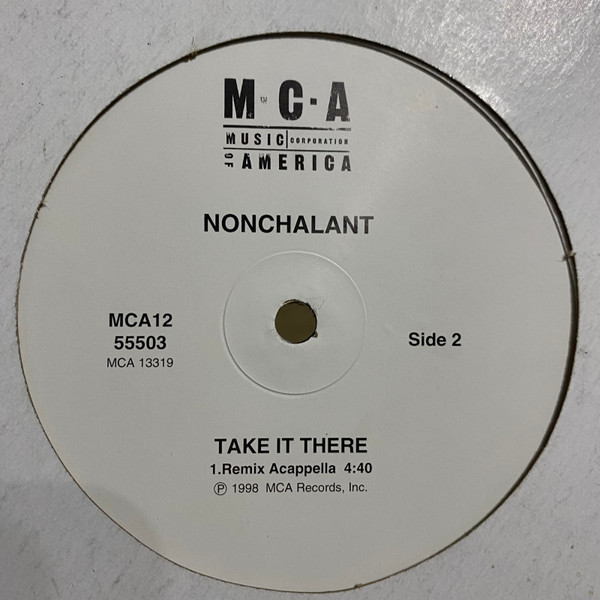 M·C·A
MUSIC CORPORATION
OF AMERICA
NONCHALANT
MCA12
55503
MCA 13319
Side 2
TAKE IT THERE
1.Remix Acappella 4:40
℗ 1998 MCA Records, Inc.